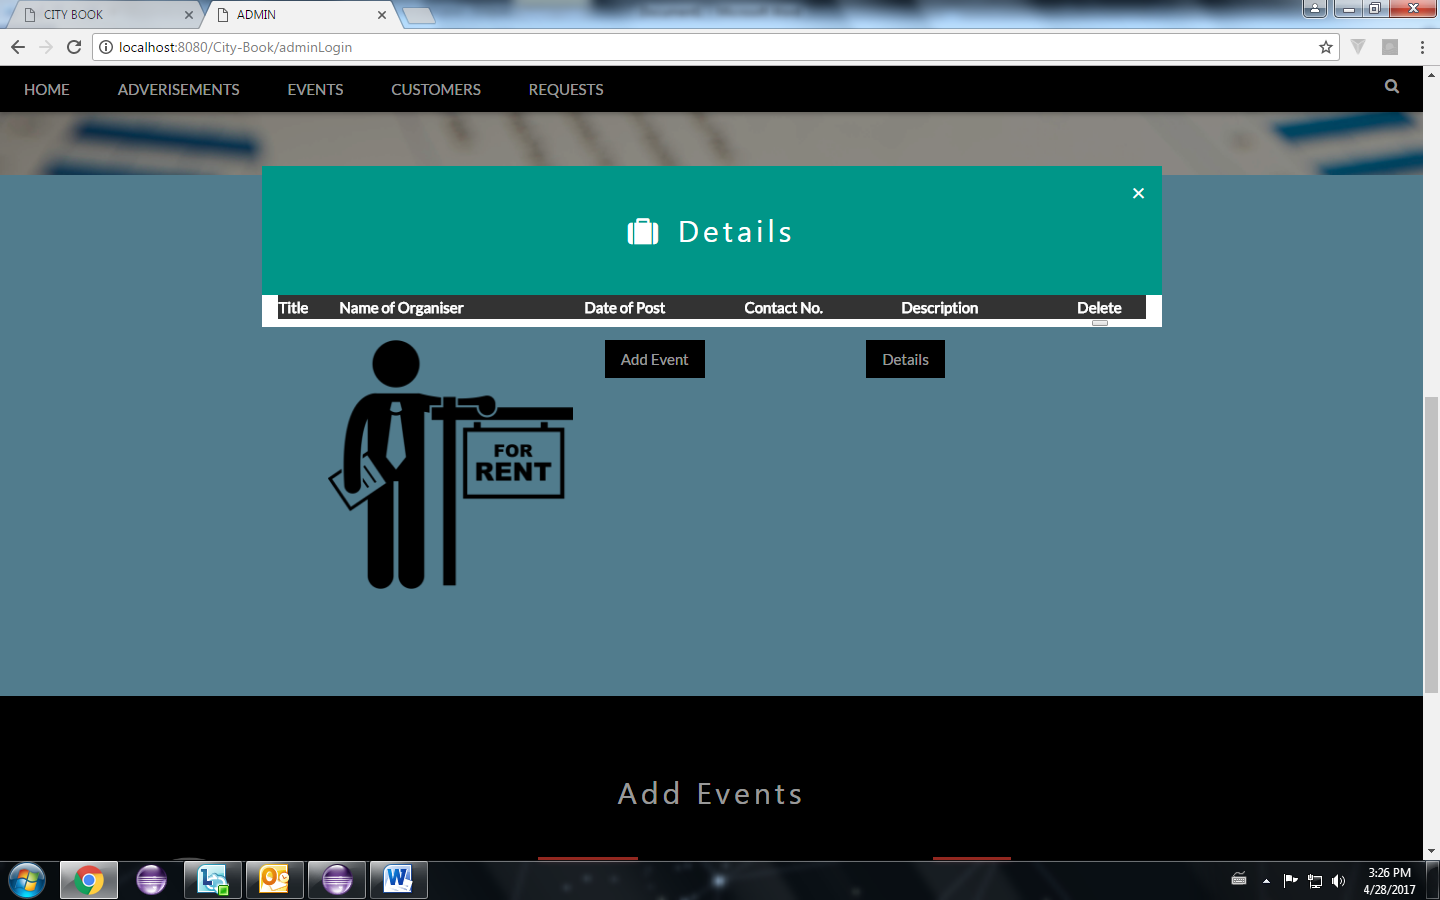 CITY BOOK
ADMIN
localhost:8080/City-Book/adminLogin
HOME ADVERISEMENTS EVENTS CUSTOMERS REQUESTS
Details
Title Name of Organiser Date of Post Contact No. Description Delete
Add Event Details
FOR
RENT
Add Events
3:26 PM
4/28/2017